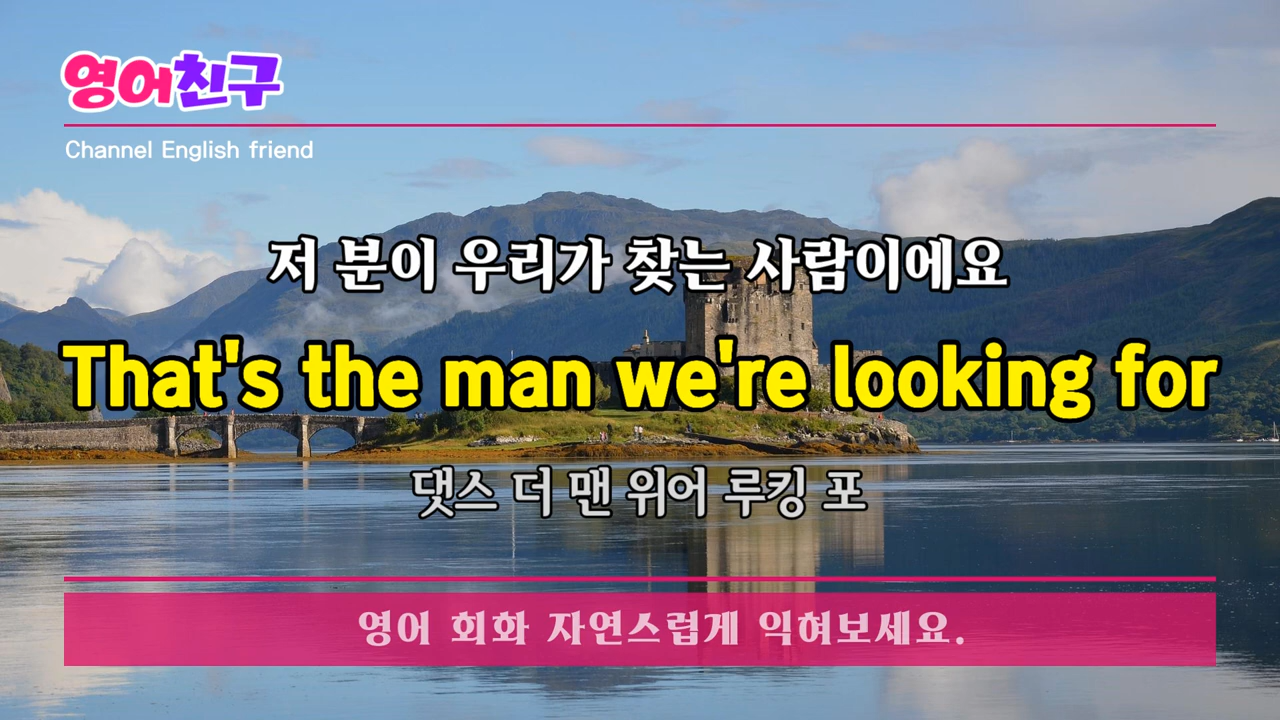 영어친구
Channel English friend
저 분이 우리가 찾는 사람이에요
That's the man we're looking for
댓스 더 맨 위어 루킹 포
영어 회화 자연스럽게 익혀보세요.